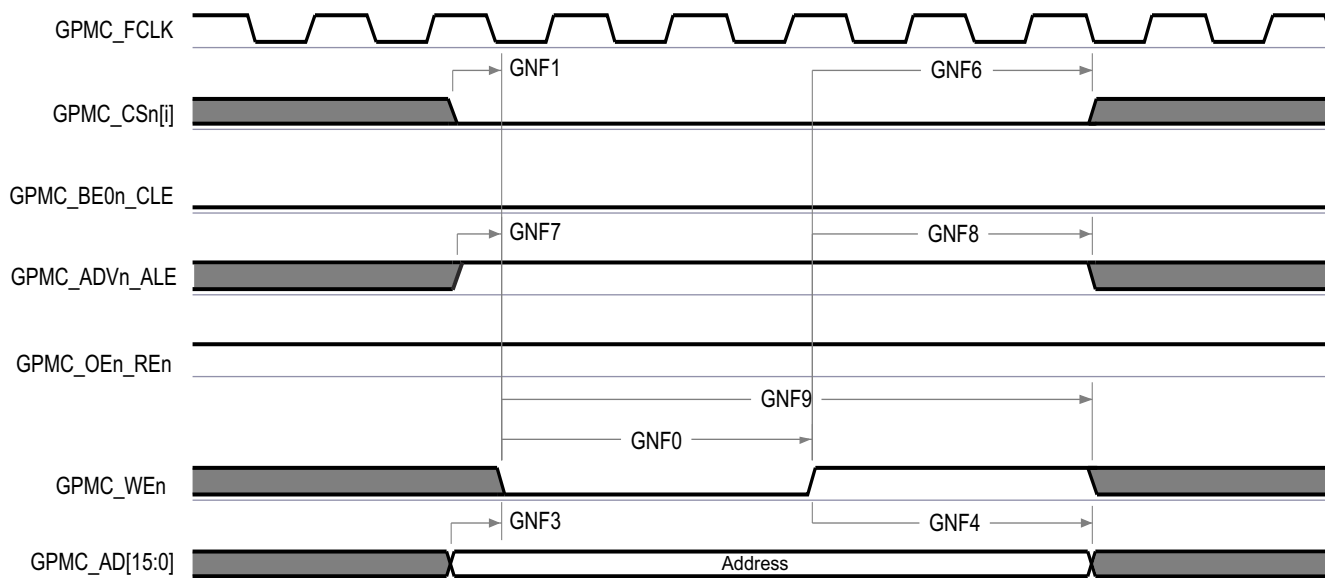 GPMC_FCLK
GNF1
GNF6
GPMC_CSn[i]
GPMC_BE0n_CLE
GNF7
GNF8
GPMC_ADVn_ALE
GPMC_OEn_REn
GNF9
GNF0
GPMC_WEn
GNF3
GNF4
GPMC_AD[15:0]
Address